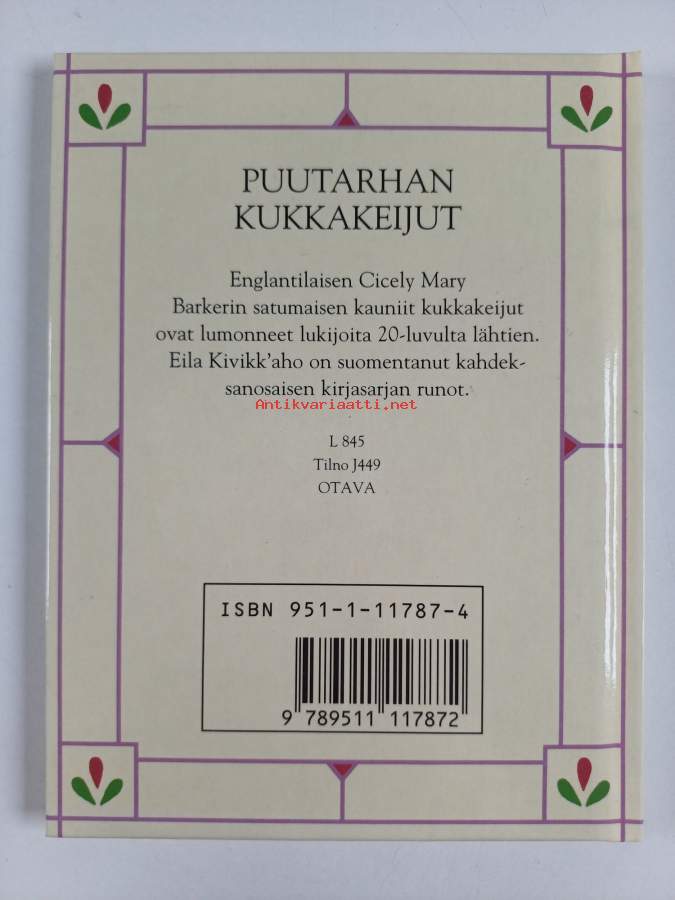 PUUTARHAN
KUKKAKEIJUT
Englantilaisen Cicely Mary
Barkerin satumaisen kauniit kukkakeijut
ovat lumonneet lukijoita 20-luvulta lähtien.
Eila Kivikk'aho on suomentanut kahdek-
sanosaisen kirjasarjan runot.
Antikvariaatti.net
L 845
Tilno J449
OTAVA
ISBN 951-1-11787-4
9 789511 117872